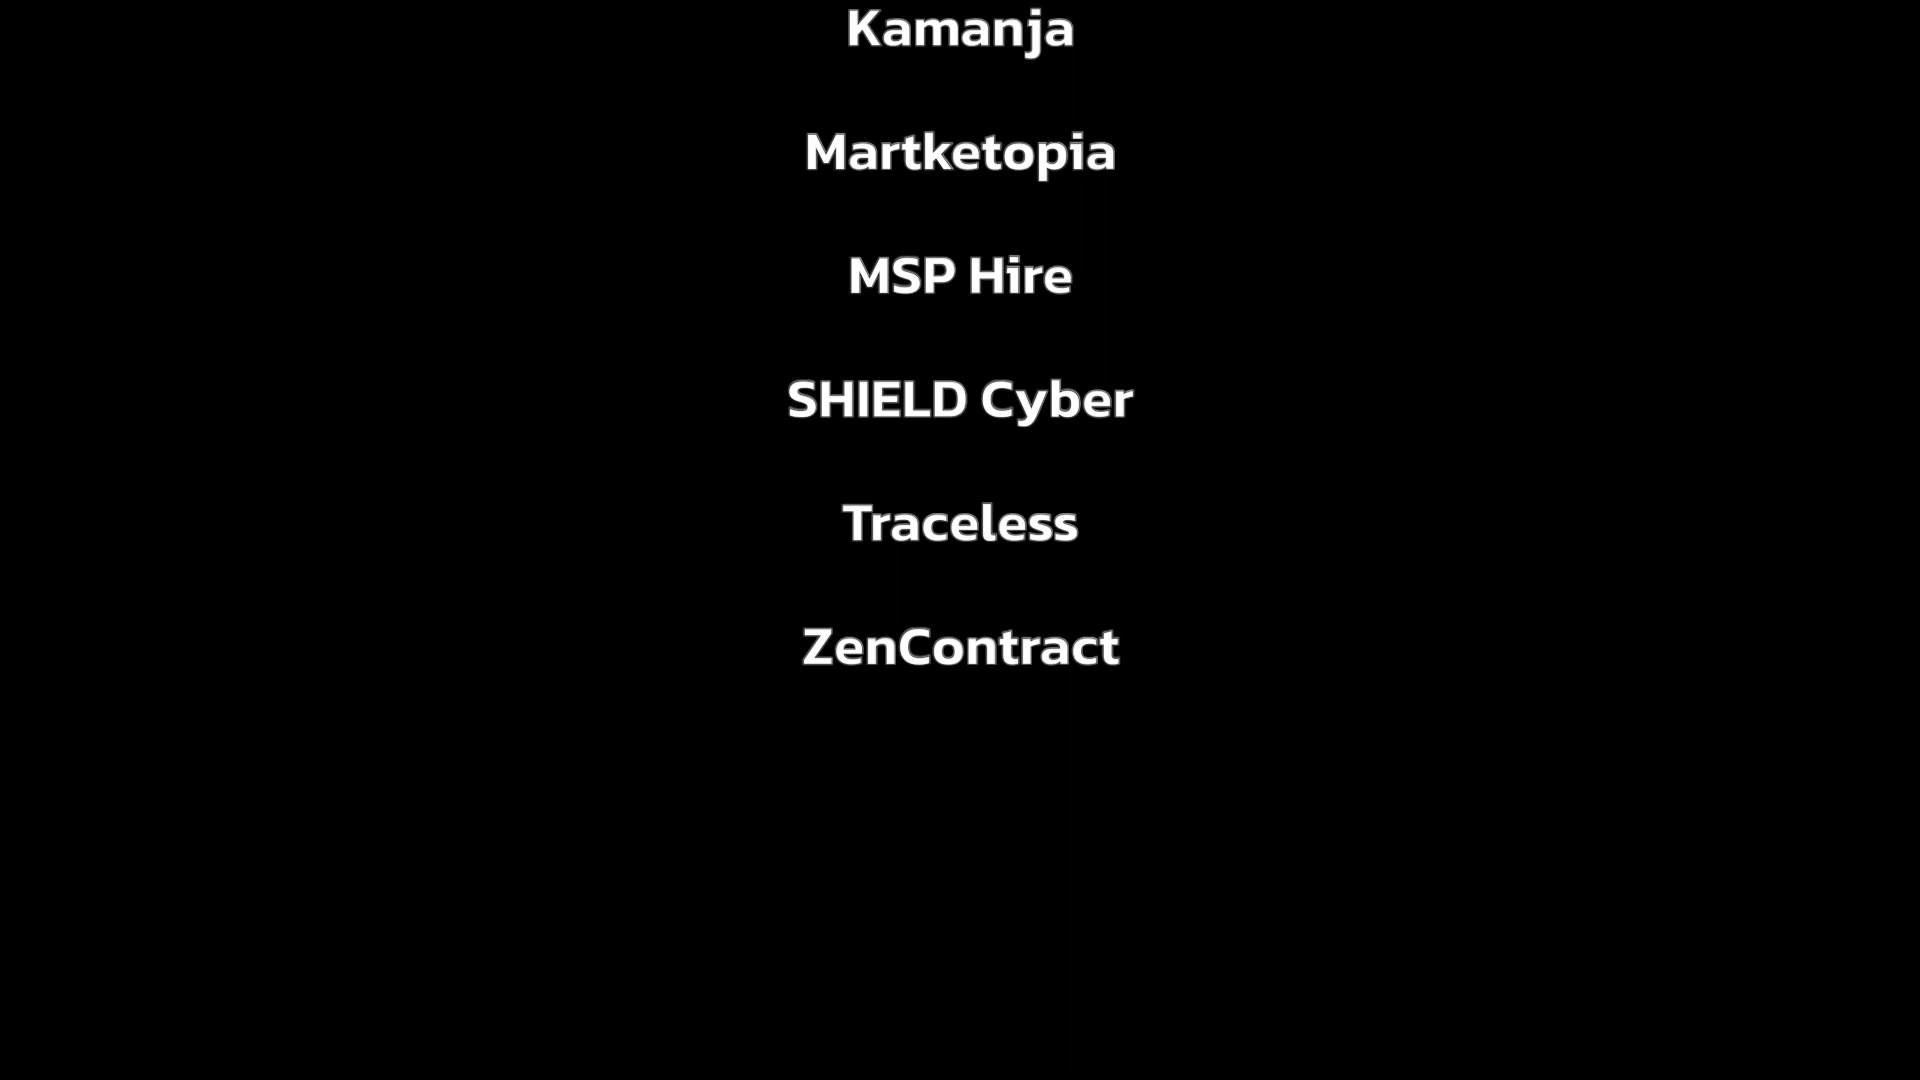 Kamanja
Martketopia
MSP Hire
SHIELD Cyber
Traceless
ZenContract